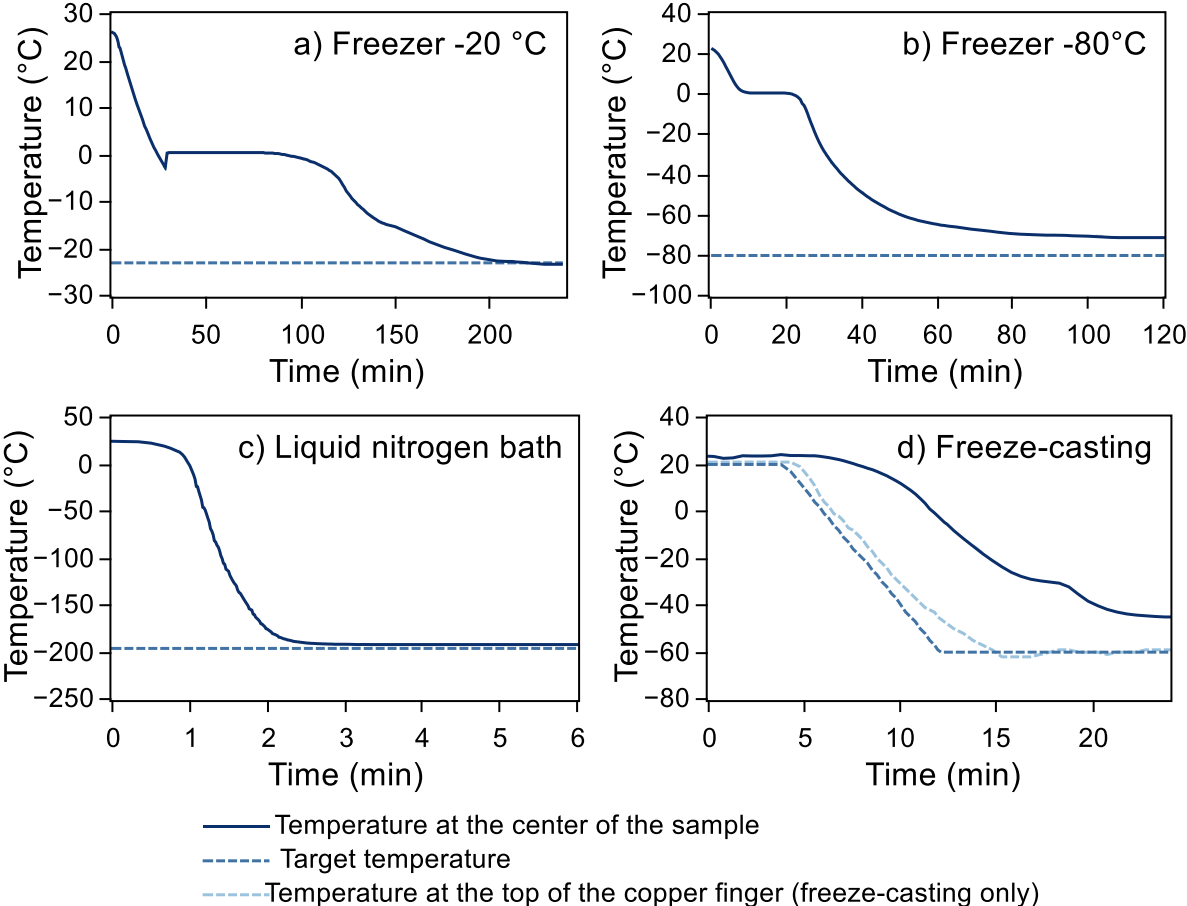 a) Freezer -20 °C
Temperature (°C)
30
20
10
0
−10
−20
−30
0 50 100 150 200
Time (min)
b) Freezer -80°C
Temperature (°C)
40
20
0
−20
−40
−60
−80
−100
0 20 40 60 80 100 120
Time (min)
c) Liquid nitrogen bath
Temperature (°C)
50
0
−50
−100
−150
−200
−250
0 1 2 3 4 5 6
Time (min)
d) Freeze-casting
Temperature (°C)
40
20
0
−20
−40
−60
−80
0 5 10 15 20
Time (min)
Temperature at the center of the sample
Target temperature
Temperature at the top of the copper finger (freeze-casting only)